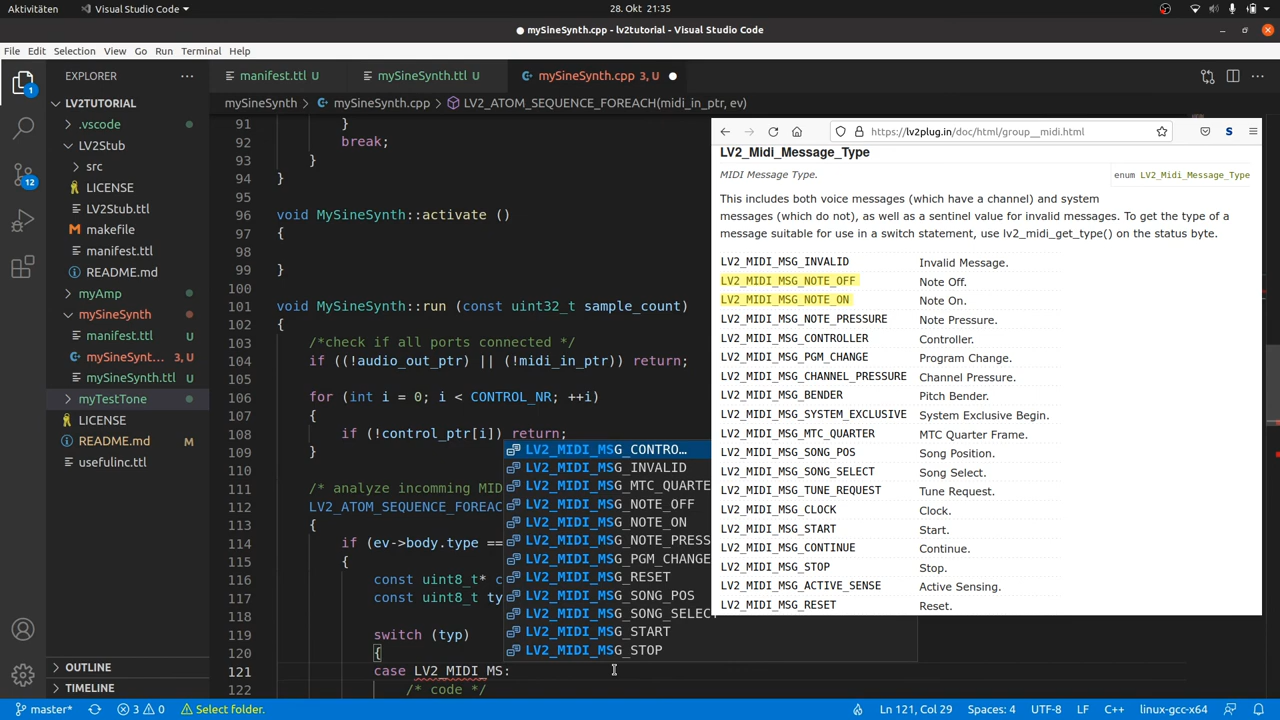 Aktivitäten
Visual Studio Code
28. Okt 21:35
mySineSynth.cpp - lv2tutorial - Visual Studio Code
File Edit Selection View Go Run Terminal Help
EXPLORER
manifest.ttl U
mySineSynth.ttl U
mySineSynth.cpp 3, U
mySineSynth > mySineSynth.cpp > LV2_ATOM_SEQUENCE_FOREACH(midi_in_ptr, ev)
1
12
LV2TUTORIAL
.vscode
LV2Stub
src
LICENSE
LV2Stub.ttl
makefile
manifest.ttl
README.md
myAmp
mySineSynth
manifest.ttl U
mySineSynt... 3, U
mySineSynth.ttl U
myTestTone
LICENSE
README.md M
usefulinc.ttl
OUTLINE
TIMELINE
91 }
92 break;
93 }
94 }
95
96 void MySineSynth::activate ()
97 {
98
99 }
100
101 void MySineSynth::run (const uint32_t sample_count)
102 {
103 /*check if all ports connected */
104 if ((!audio_out_ptr) || (!midi_in_ptr)) return;
105
106 for (int i = 0; i < CONTROL_NR; ++i)
107 {
108 if (!control_ptr[i]) return;
109 }
110
111 /* analyze incomming MID
112 LV2_ATOM_SEQUENCE_FOREAC
113 {
114 if (ev->body.type ==
115 {
116 const uint8_t* c
117 const uint8_t ty
118
119 switch (typ)
120 {
121 case LV2_MIDI_MS:
122 /* code */
LV2_MIDI_MSG_CONTRO…
LV2_MIDI_MSG_INVALID
LV2_MIDI_MSG_MTC_QUARTE
LV2_MIDI_MSG_NOTE_OFF
LV2_MIDI_MSG_NOTE_ON
LV2_MIDI_MSG_NOTE_PRESS
LV2_MIDI_MSG_PGM_CHANGE
LV2_MIDI_MSG_RESET
LV2_MIDI_MSG_SONG_POS
LV2_MIDI_MSG_SONG_SELECT
LV2_MIDI_MSG_START
LV2_MIDI_MSG_STOP
https://lv2plug.in/doc/html/group__midi.html
LV2_Midi_Message_Type
MIDI Message Type.
enum LV2_Midi_Message_Type
This includes both voice messages (which have a channel) and system
messages (which do not), as well as a sentinel value for invalid messages. To get the type of a
message suitable for use in a switch statement, use lv2_midi_get_type() on the status byte.
LV2_MIDI_MSG_INVALID Invalid Message.
LV2_MIDI_MSG_NOTE_OFF Note Off.
LV2_MIDI_MSG_NOTE_ON Note On.
LV2_MIDI_MSG_NOTE_PRESSURE Note Pressure.
LV2_MIDI_MSG_CONTROLLER Controller.
LV2_MIDI_MSG_PGM_CHANGE Program Change.
LV2_MIDI_MSG_CHANNEL_PRESSURE Channel Pressure.
LV2_MIDI_MSG_BENDER Pitch Bender.
LV2_MIDI_MSG_SYSTEM_EXCLUSIVE System Exclusive Begin.
LV2_MIDI_MSG_MTC_QUARTER MTC Quarter Frame.
LV2_MIDI_MSG_SONG_POS Song Position.
LV2_MIDI_MSG_SONG_SELECT Song Select.
LV2_MIDI_MSG_TUNE_REQUEST Tune Request.
LV2_MIDI_MSG_CLOCK Clock.
LV2_MIDI_MSG_START Start.
LV2_MIDI_MSG_CONTINUE Continue.
LV2_MIDI_MSG_STOP Stop.
LV2_MIDI_MSG_ACTIVE_SENSE Active Sensing.
LV2_MIDI_MSG_RESET Reset.
master* 3 0 Select folder. Ln 121, Col 29 Spaces: 4 UTF-8 LF C++ linux-gcc-x64